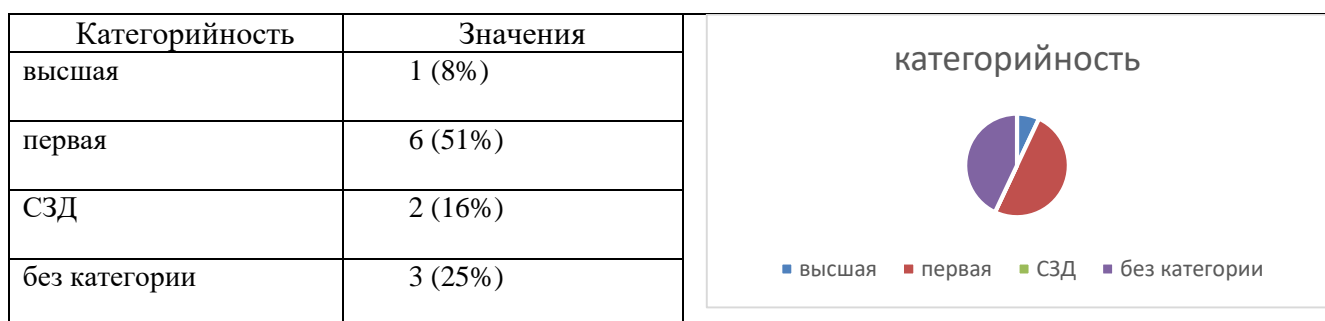 Категорийность Значения
высшая 1 (8%)
первая 6 (51%)
СЗД 2 (16%)
без категории 3 (25%)
категорийность
высшая первая СЗД без категории